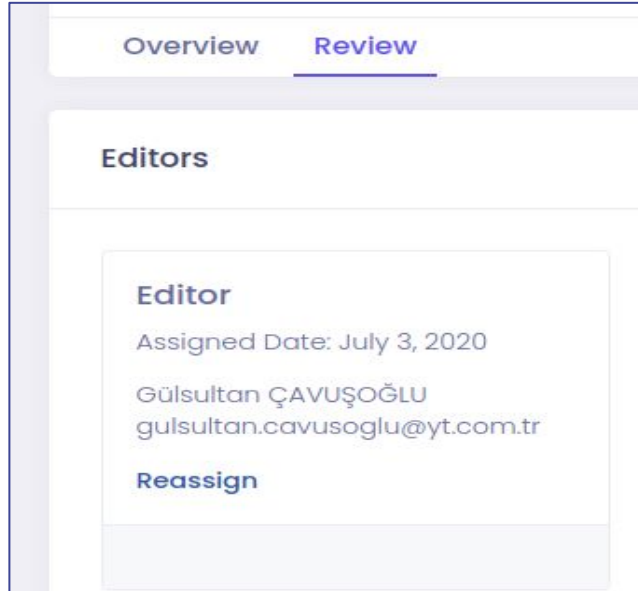 Overview Review
Editors
Editor
Assigned Date: July 3, 2020
Gülsultan ÇAVUŞOĞLU
gulsultan.cavusoglu@yt.com.tr
Reassign